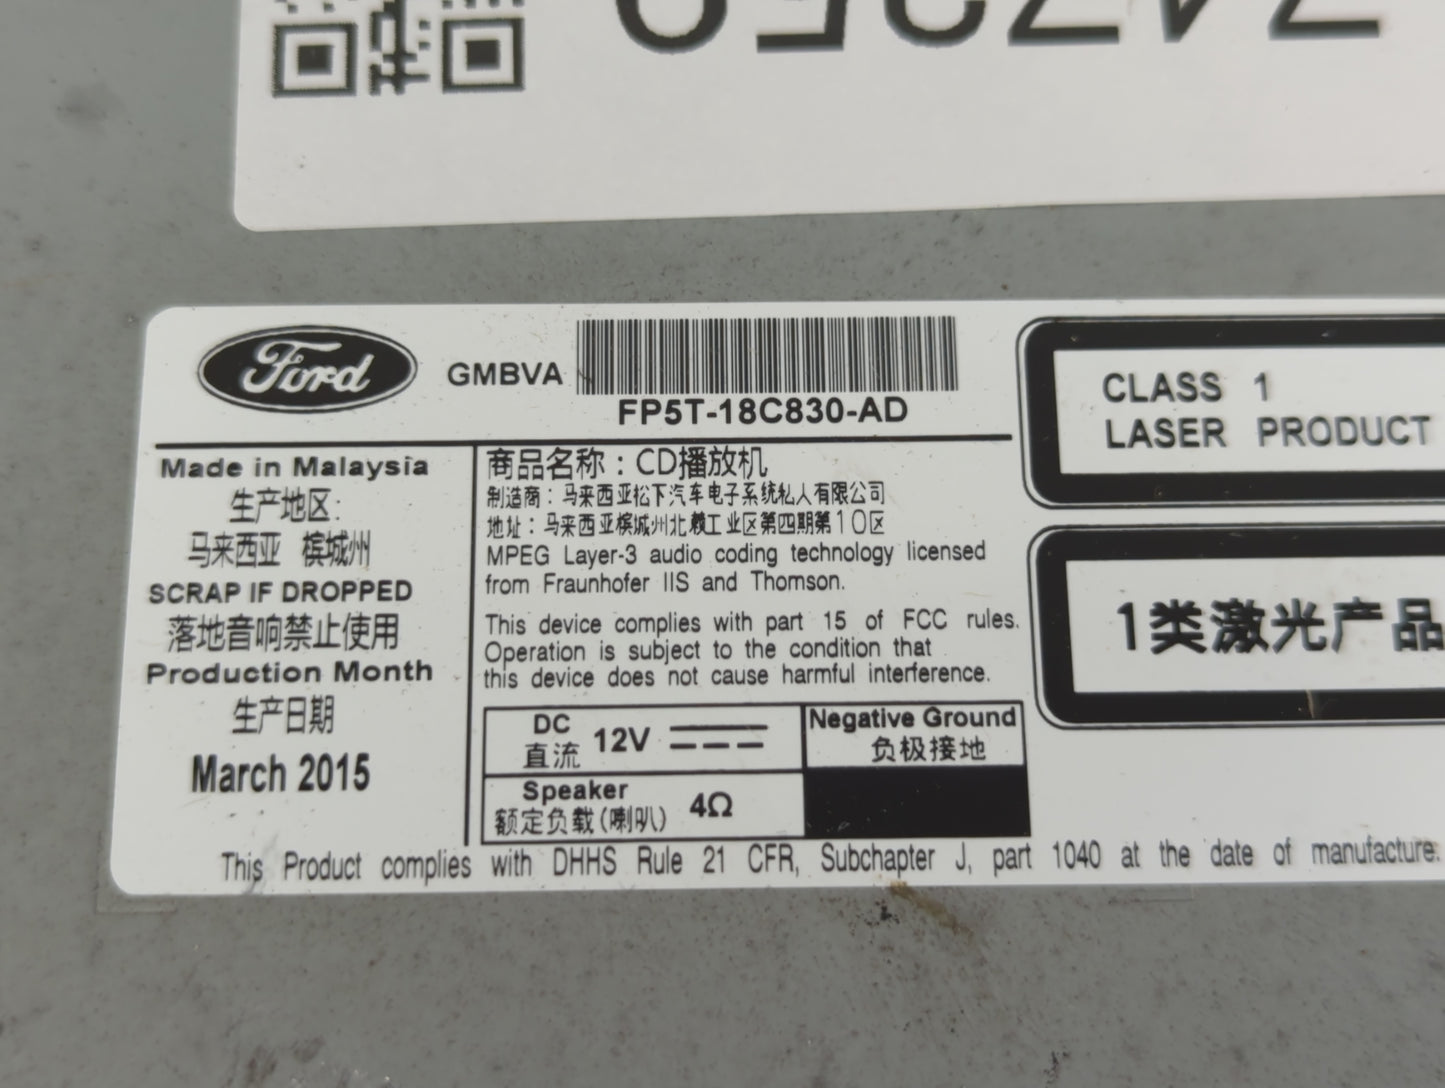 Ford
GMBVA
FP5T-18C830-AD
Made in Malaysia
生产地区:
马来西亚 槟城州
SCRAP IF DROPPED
落地音响禁止使用
Production Month
生产日期
March 2015
商品名称：CD播放机
制造商：马来西亚松下汽车电子系统私人有限公司
地址：马来西亚槟城州北赖工业区第四期第10区
MPEG Layer-3 audio coding technology licensed
from Fraunhofer IIS and Thomson.
This device complies with part 15 of FCC rules.
Operation is subject to the condition that
this device does not cause harmful interference.
DC
直流 12V
Negative Ground
负极接地
Speaker
额定负载(喇叭) 4Ω
This Product complies with DHHS Rule 21 CFR, Subchapter J, part 1040 at the date of manufacture.
CLASS 1
LASER PRODUCT
1类激光产品